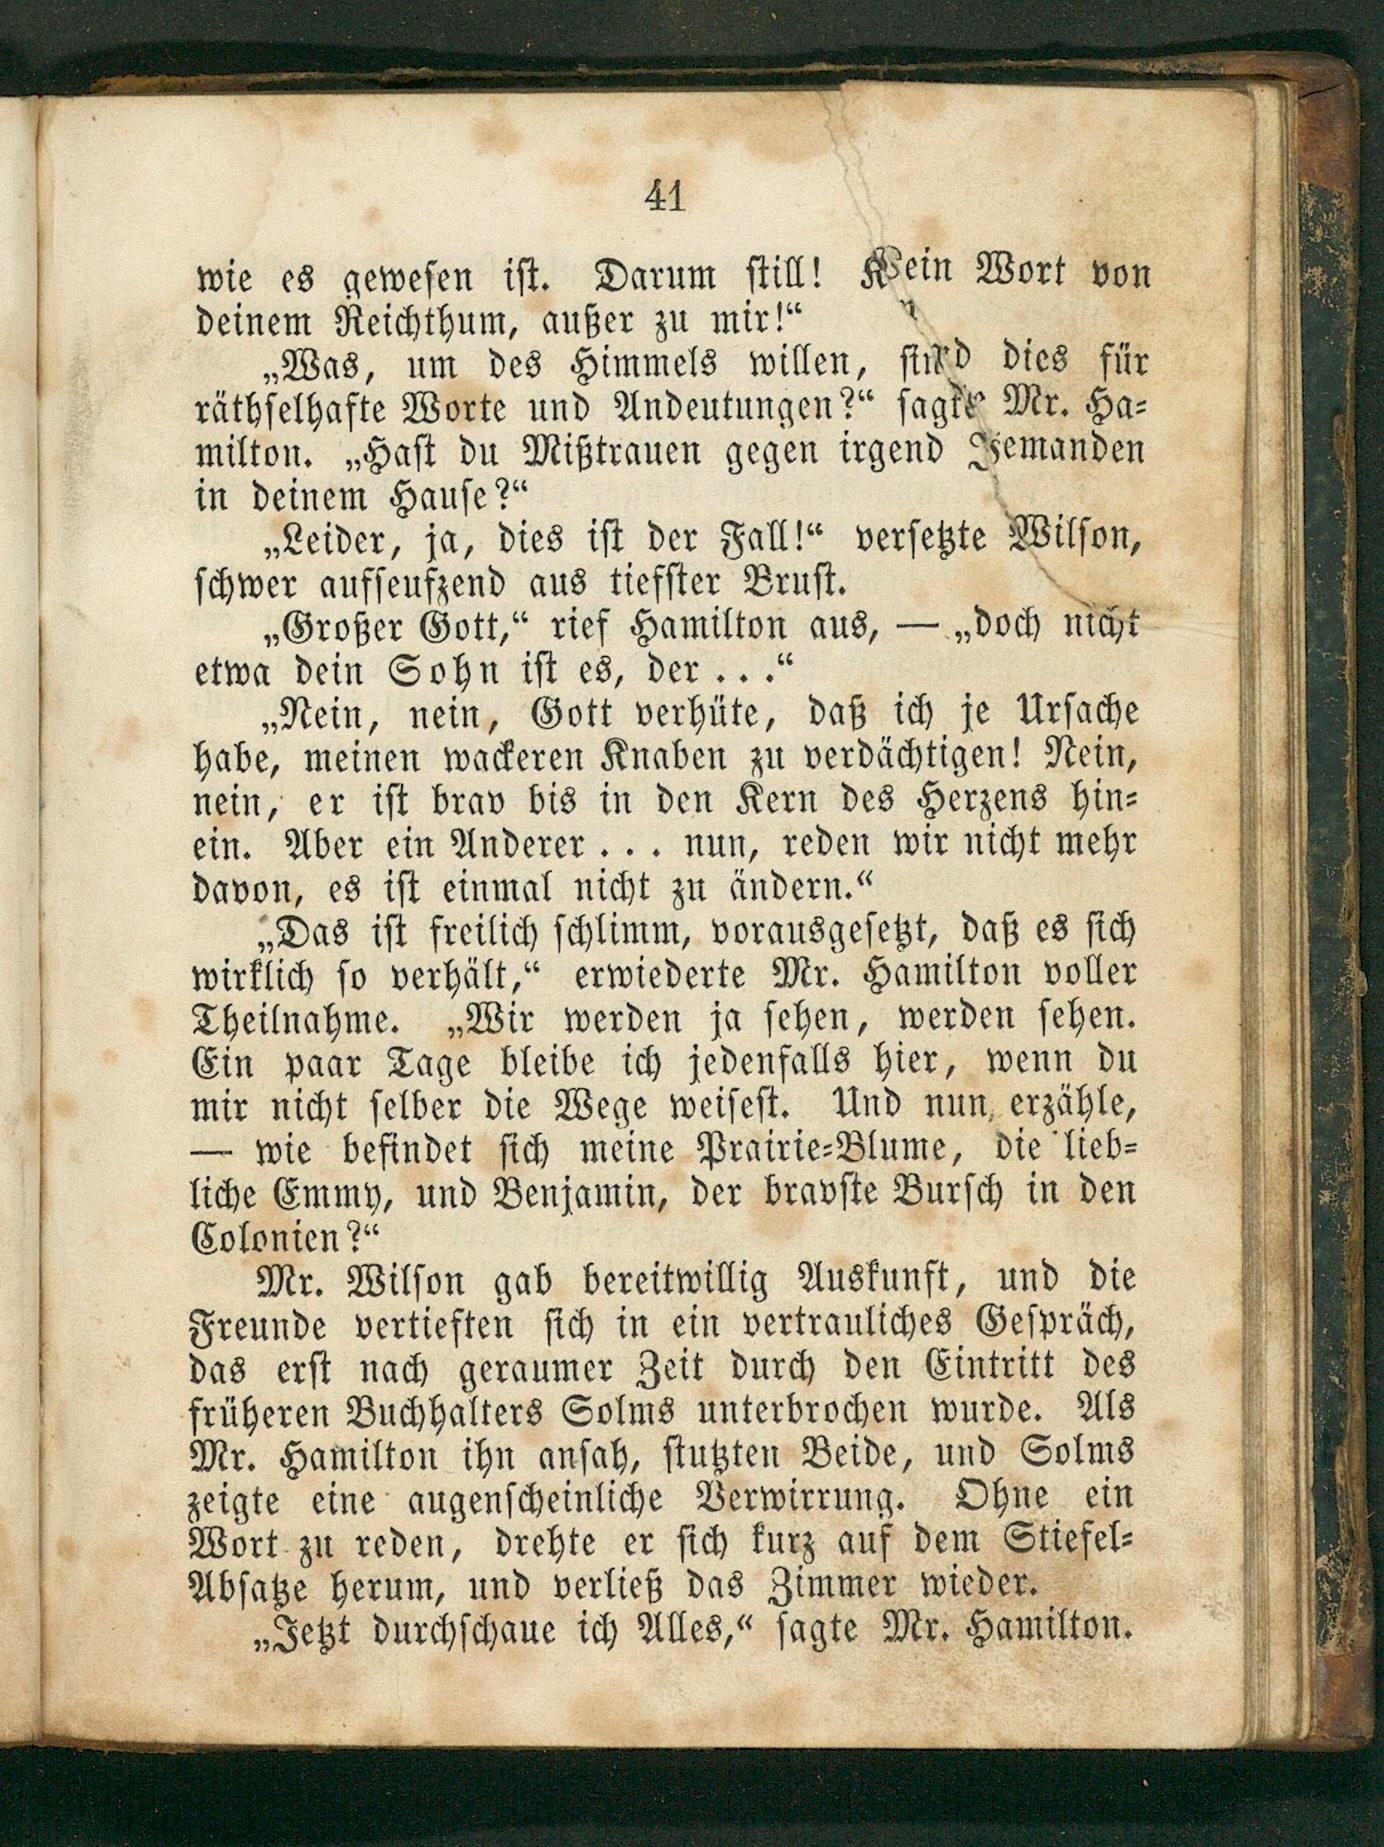 41
wie es gewesen ist. Darum still! Kein Wort von
deinem Reichthum, außer zu mir!“
„Was, um des Himmels willen, sind dies für
räthselhafte Worte und Andeutungen?“ sagte Mr. Ha-
milton. „Hast du Mißtrauen gegen irgend Jemanden
in deinem Hause?“
„Leider, ja, dies ist der Fall!“ versetzte Wilson,
schwer aufseufzend aus tiefster Brust.
„Großer Gott,“ rief Hamilton aus, — „doch nicht
etwa dein Sohn ist es, der . . .“
„Nein, nein, Gott verhüte, daß ich je Ursache
habe, meinen wackeren Knaben zu verdächtigen! Nein,
nein, er ist brav bis in den Kern des Herzens hin-
ein. Aber ein Anderer . . . nun, reden wir nicht mehr
davon, es ist einmal nicht zu ändern.“
„Das ist freilich schlimm, vorausgesetzt, daß es sich
wirklich so verhält,“ erwiederte Mr. Hamilton voller
Theilnahme. „Wir werden ja sehen, werden sehen.
Ein paar Tage bleibe ich jedenfalls hier, wenn du
mir nicht selber die Wege weisest. Und nun erzähle,
— wie befindet sich meine Prairie-Blume, die lieb-
liche Emmy, und Benjamin, der bravste Bursch in den
Colonien?“
Mr. Wilson gab bereitwillig Auskunft, und die
Freunde vertieften sich in ein vertrauliches Gespräch,
das erst nach geraumer Zeit durch den Eintritt des
früheren Buchhalters Solms unterbrochen wurde. Als
Mr. Hamilton ihn ansah, stutzten Beide, und Solms
zeigte eine augenscheinliche Verwirrung. Ohne ein
Wort zu reden, drehte er sich kurz auf dem Stiefel-
Absatze herum, und verließ das Zimmer wieder.
„Jetzt durchschaue ich Alles,“ sagte Mr. Hamilton.